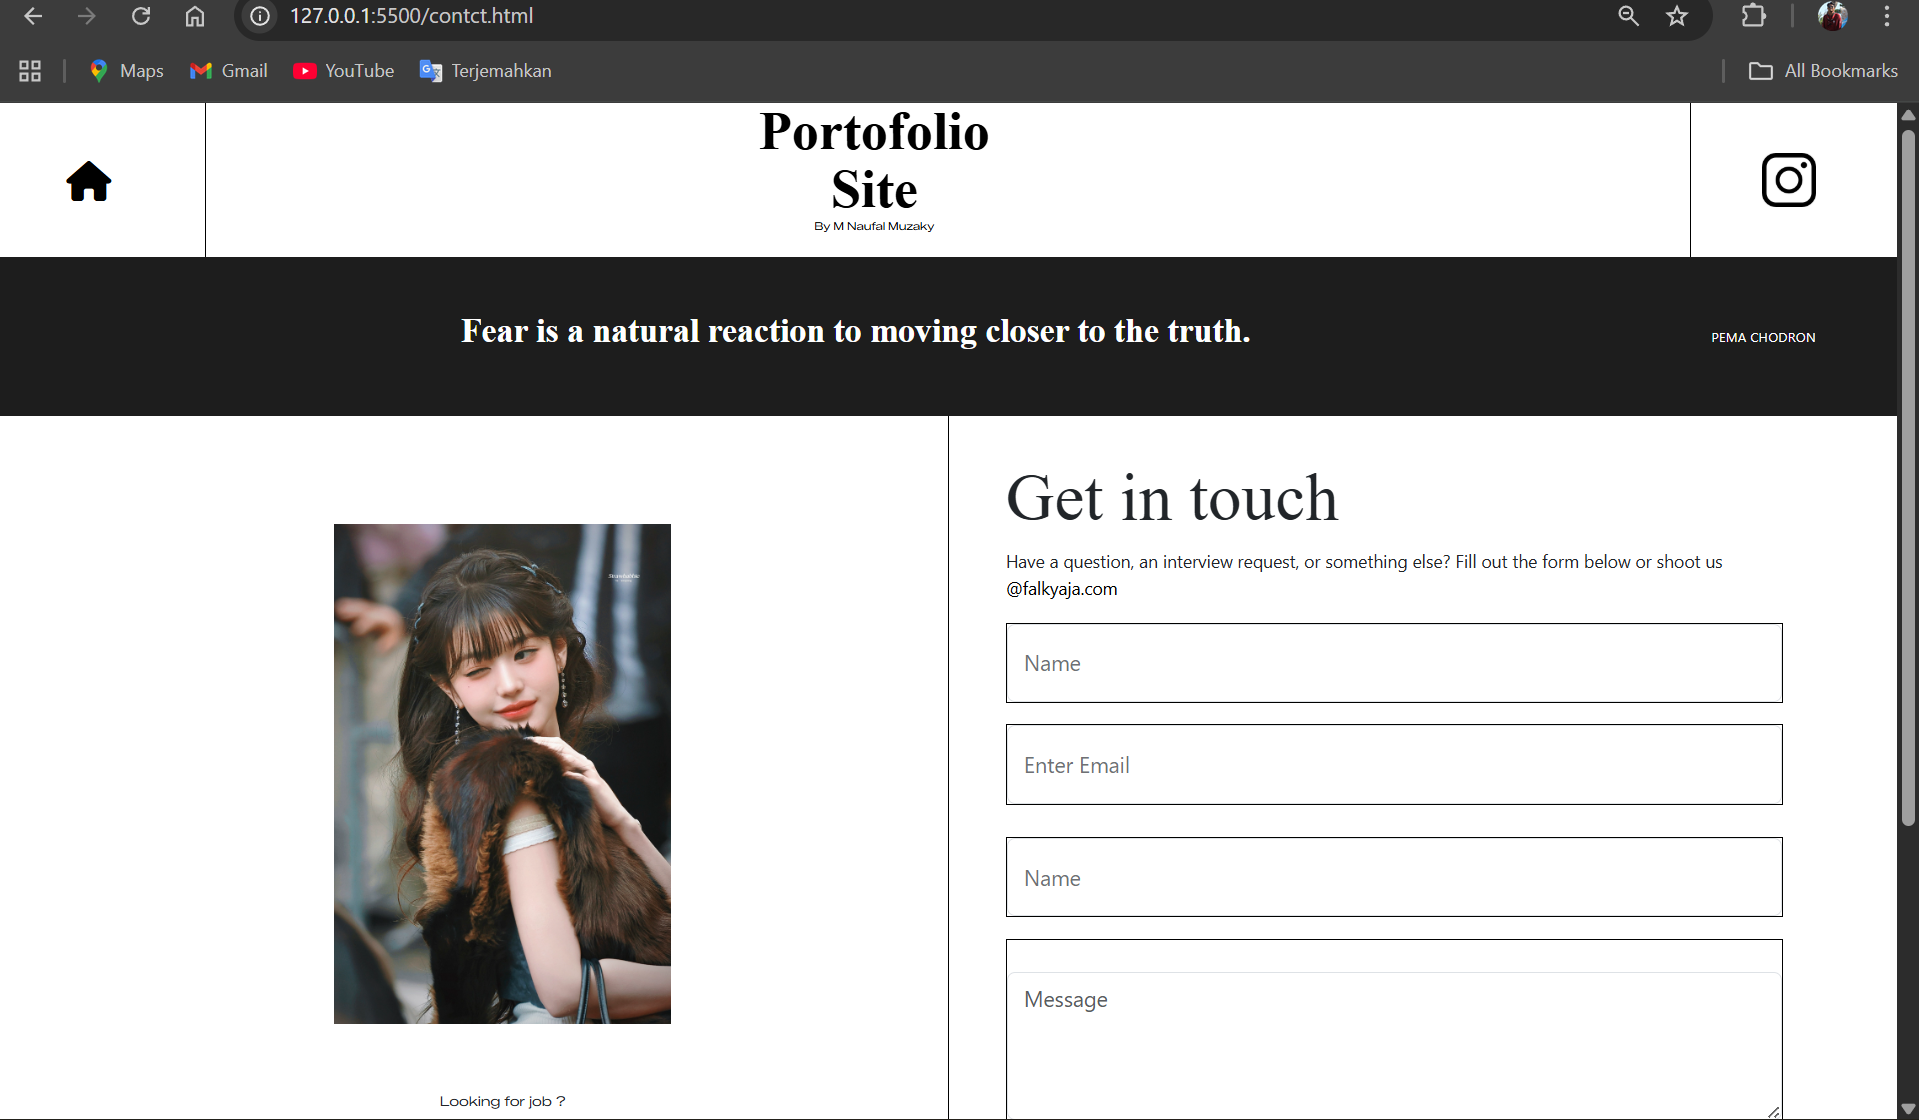 127.0.0.1:5500/contct.html
Maps
Gmail
YouTube
Terjemahkan
All Bookmarks
Portofolio
Site
By M Naufal Muzaky
Fear is a natural reaction to moving closer to the truth.
PEMA CHODRON
Get in touch
Have a question, an interview request, or something else? Fill out the form below or shoot us
@falkyaja.com
Name
Enter Email
Name
Message
Looking for job ?